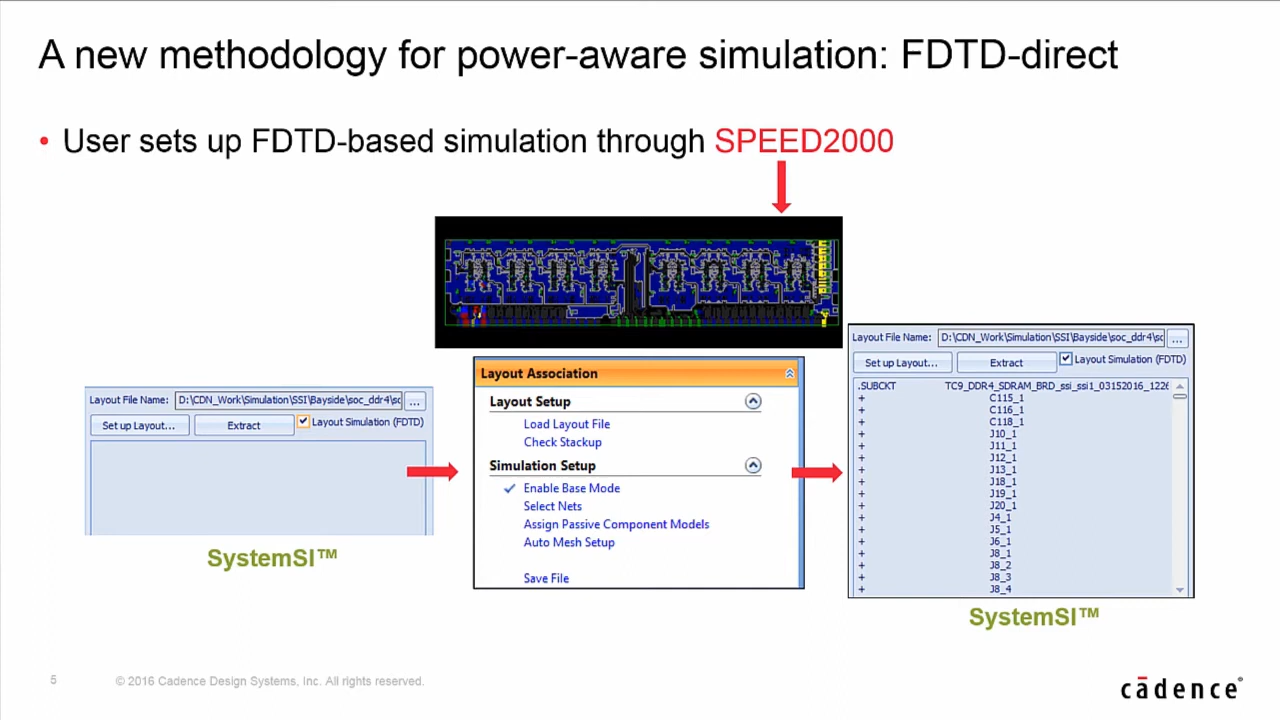 A new methodology for power-aware simulation: FDTD-direct
• User sets up FDTD-based simulation through SPEED2000
Layout File Name: D:\CDN_Work\Simulation\SSI\Bayside\soc_ddr4\sc ...
Set up Layout... Extract Layout Simulation (FDTD)
SystemSI™
Layout Association
Layout Setup
Load Layout File
Check Stackup
Simulation Setup
Enable Base Mode
Select Nets
Assign Passive Component Models
Auto Mesh Setup
Save File
Layout File Name: D:\CDN_Work\Simulation\SSI\Bayside\soc_ddr4\sc ...
Set up Layout... Extract Layout Simulation (FDTD)
.SUBCKT TC9_DDR4_SDRAM_BRD_ssi_ssi1_03152016_1226
+ C115_1
+ C116_1
+ C118_1
+ J10_1
+ J11_1
+ J12_1
+ J13_1
+ J18_1
+ J19_1
+ J20_1
+ J4_1
+ J5_1
+ J6_1
+ J8_1
+ J8_2
+ J8_3
+ J8_4
SystemSI™
5 © 2016 Cadence Design Systems, Inc. All rights reserved.
cādence®